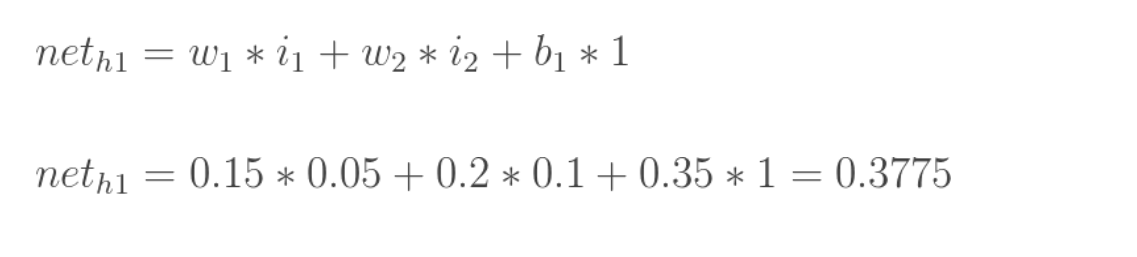 net_{h1} = w_1 * i_1 + w_2 * i_2 + b_1 * 1
net_{h1} = 0.15 * 0.05 + 0.2 * 0.1 + 0.35 * 1 = 0.3775